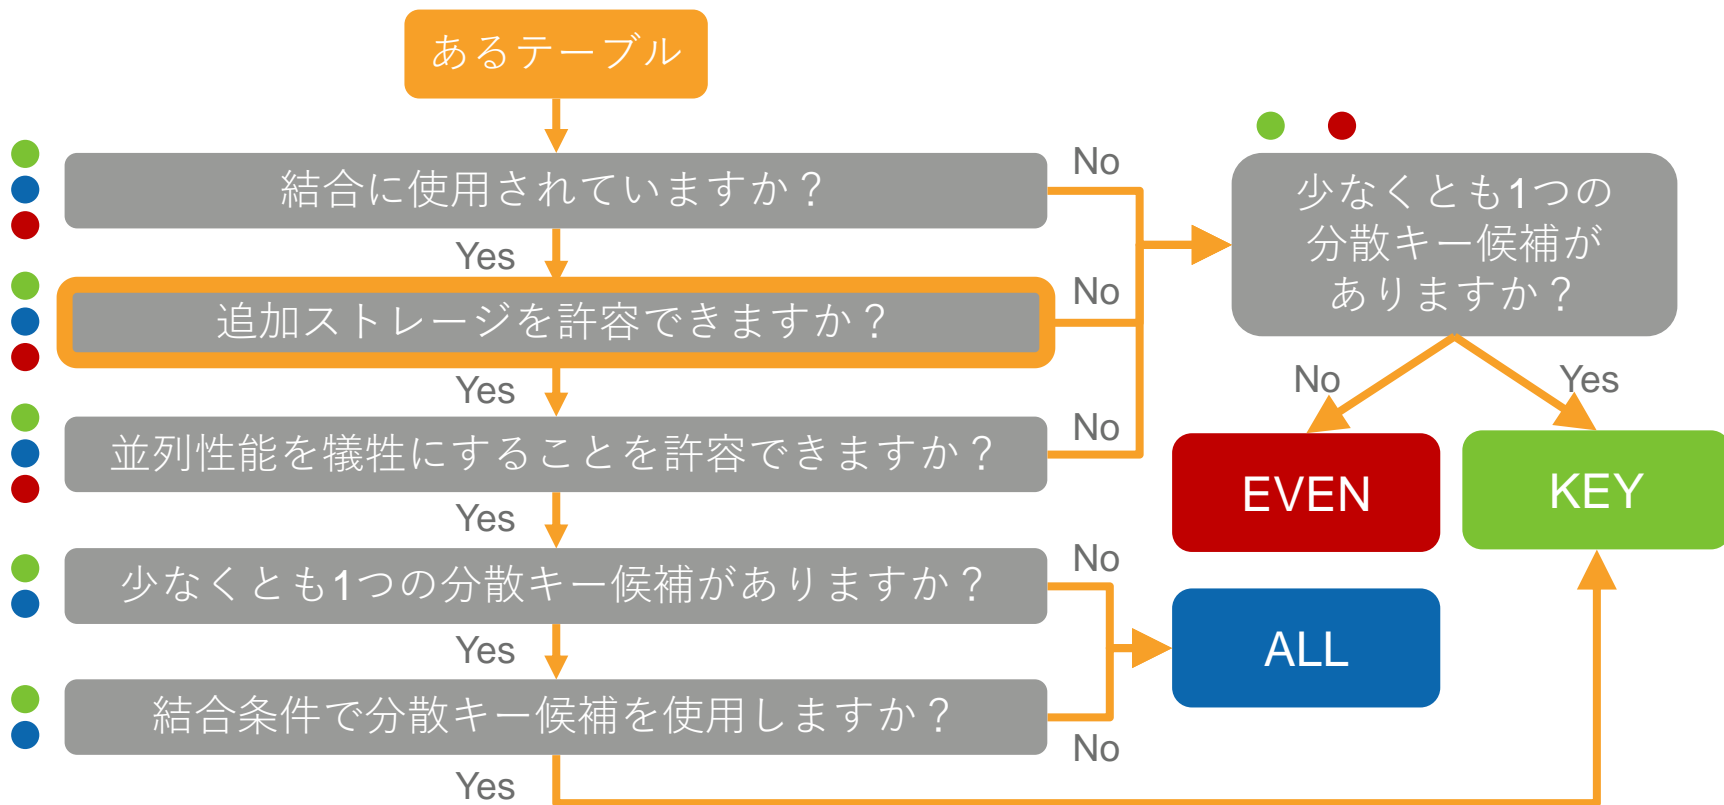 あるテーブル
結合に使用されていますか？
No
Yes
追加ストレージを許容できますか？
No
Yes
並列性能を犠牲にすることを許容できますか？
No
Yes
少なくとも1つの分散キー候補がありますか？
No
Yes
結合条件で分散キー候補を使用しますか？
No
Yes
少なくとも1つの
分散キー候補が
ありますか？
No
Yes
EVEN
KEY
ALL